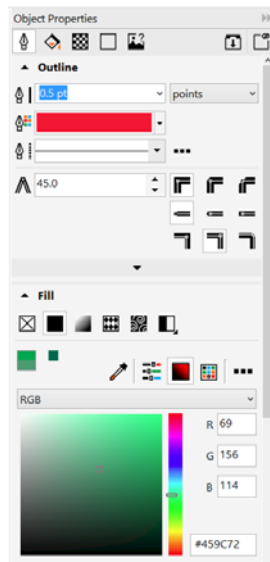 Object Properties
Outline
0.5 pt
points
45.0
Fill
RGB
R 69
G 156
B 114
#459C72